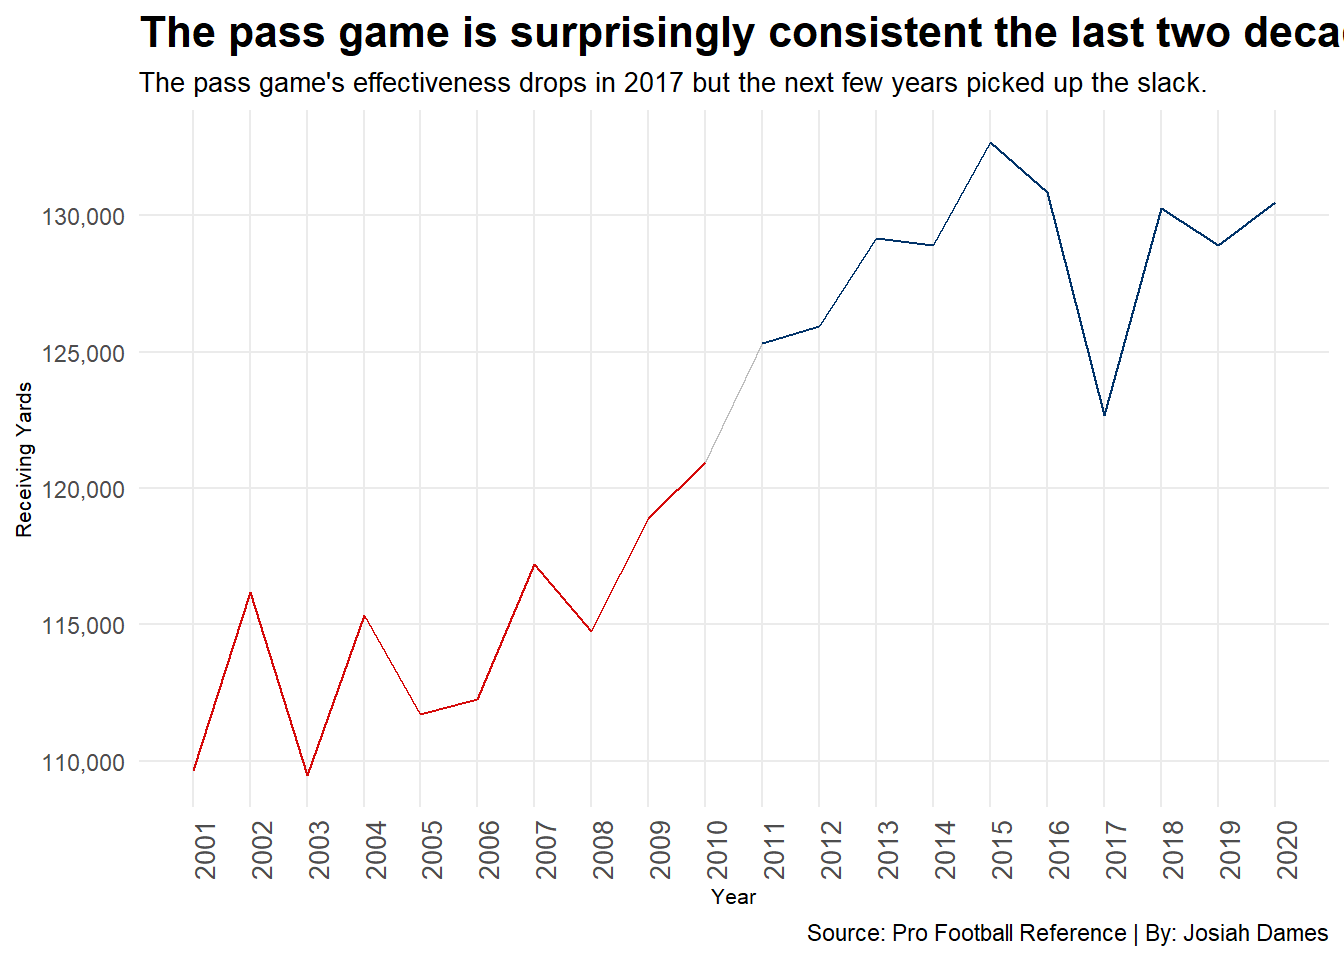 The pass game is surprisingly consistent the last two deca
The pass game's effectiveness drops in 2017 but the next few years picked up the slack.
130,000
125,000
120,000
115,000
110,000
Receiving Yards
2001 2002 2003 2004 2005 2006 2007 2008 2009 2010 2011 2012 2013 2014 2015 2016 2017 2018 2019 2020
Year
Source: Pro Football Reference | By: Josiah Dames